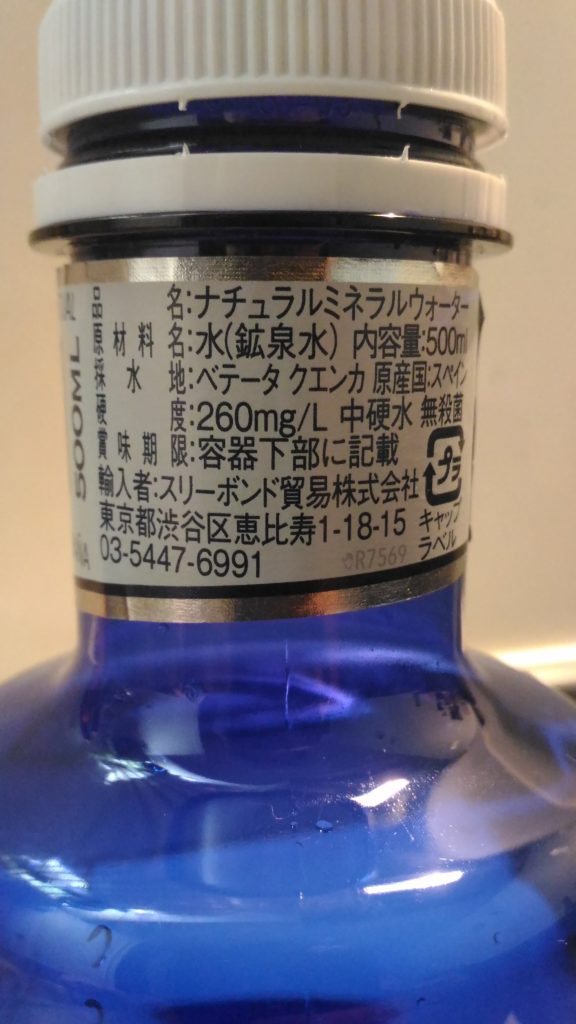 品名:ナチュラルミネラルウォーター
原材料名:水(鉱泉水) 内容量:500ml
採水地:ベテータ クエンカ 原産国:スペイン
硬度:260mg/L 中硬水 無殺菌
賞味期限:容器下部に記載
輸入者:スリーボンド貿易株式会社
東京都渋谷区恵比寿1-18-15
03-5447-6991
R7569
プラ
キャップ
ラベル
500ML